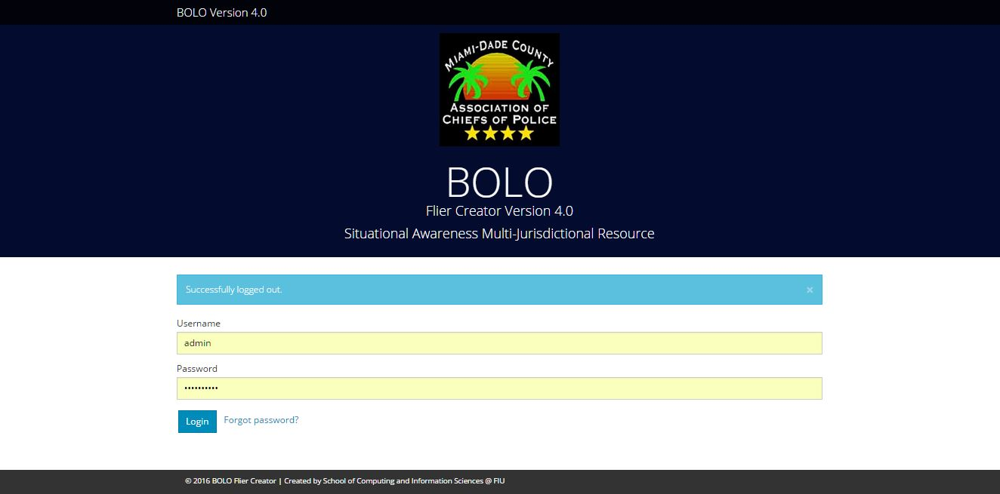 BOLO Version 4.0
MIAMI-DADE COUNTY
ASSOCIATION OF
CHIEFS OF POLICE
BOLO
Flier Creator Version 4.0
Situational Awareness Multi-Jurisdictional Resource
Successfully logged out.
×
Username
admin
Password
••••••••••
Login Forgot password?
© 2016 BOLO Flier Creator | Created by School of Computing and Information Sciences @ FIU